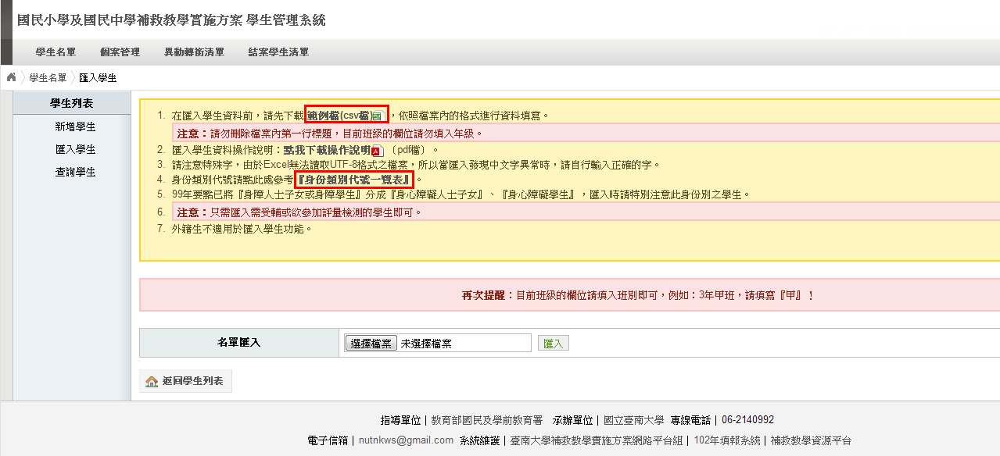 國民小學及國民中學補救教學實施方案 學生管理系統
學生名單 個案管理 異動轉銜清單 結案學生清單
學生名單 匯入學生
學生列表
新增學生
匯入學生
查詢學生
1. 在匯入學生資料前，請先下載範例檔(csv檔)，依照檔案內的格式進行資料填寫。
注意：請勿刪除檔案內第一行標題，目前班級的欄位請勿填入年級。
2. 匯入學生資料操作說明：點我下載操作說明〔pdf檔〕。
3. 請注意特殊字，由於Excel無法讀取UTF-8格式之檔案，所以當匯入發現中文字異常時，請自行輸入正確的字。
4. 身份類別代號請點此處參考『身份類別代號一覽表』。
5. 99年要點已將『身障人士子女或身障學生』分成『身心障礙人士子女』、『身心障礙學生』，匯入時請特別注意此身份別之學生。
6. 注意：只需匯入需受輔或欲參加評量檢測的學生即可。
7. 外籍生不適用於匯入學生功能。
再次提醒：目前班級的欄位請填入班別即可，例如：3年甲班，請填寫『甲』！
名單匯入 選擇檔案 未選擇檔案 匯入
返回學生列表
指導單位 | 教育部國民及學前教育署 承辦單位 | 國立臺南大學 專線電話 | 06-2140992
電子信箱 | nutnkws@gmail.com 系統維護 | 臺南大學補救教學實施方案網路平台組 | 102年填報系統 | 補救教學資源平台